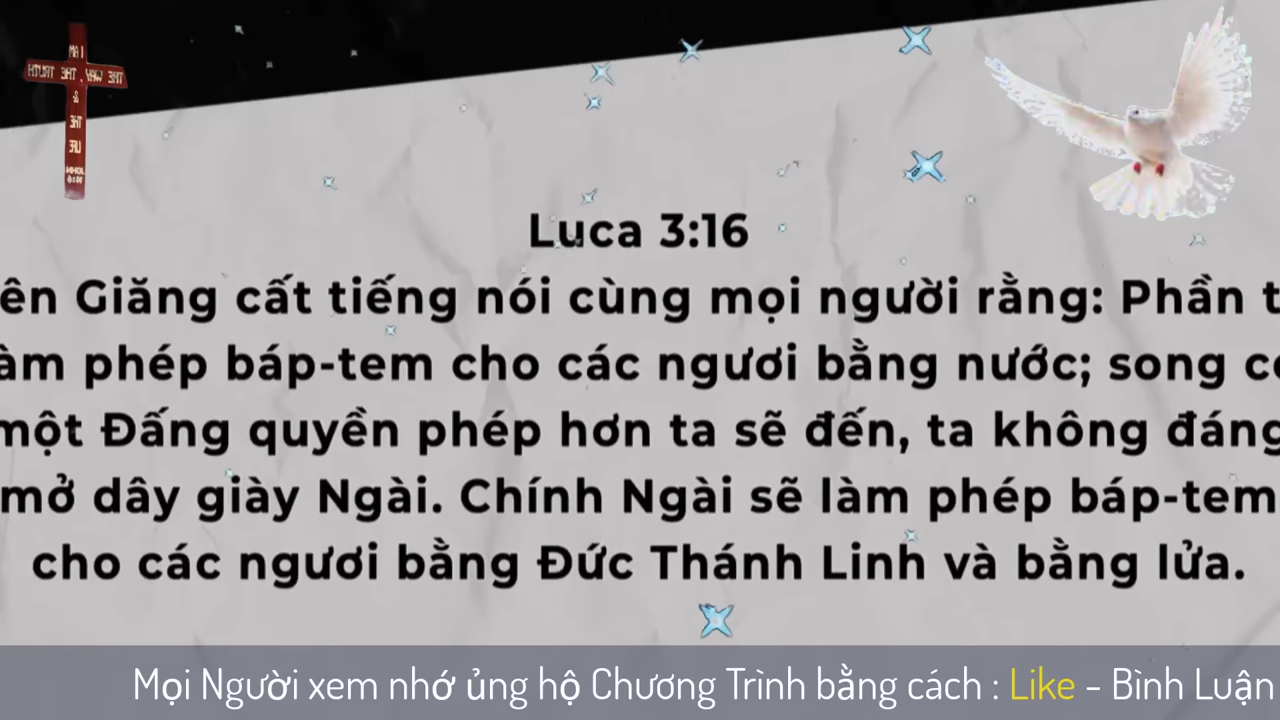 Luca 3:16
ên Giăng cất tiếng nói cùng mọi người rằng: Phần t
àm phép báp-tem cho các ngươi bằng nước; song c
một Đấng quyền phép hơn ta sẽ đến, ta không đáng
mở dây giày Ngài. Chính Ngài sẽ làm phép báp-tem
cho các ngươi bằng Đức Thánh Linh và bằng lửa.
Mọi Người xem nhớ ủng hộ Chương Trình bằng cách : Like - Bình Luận